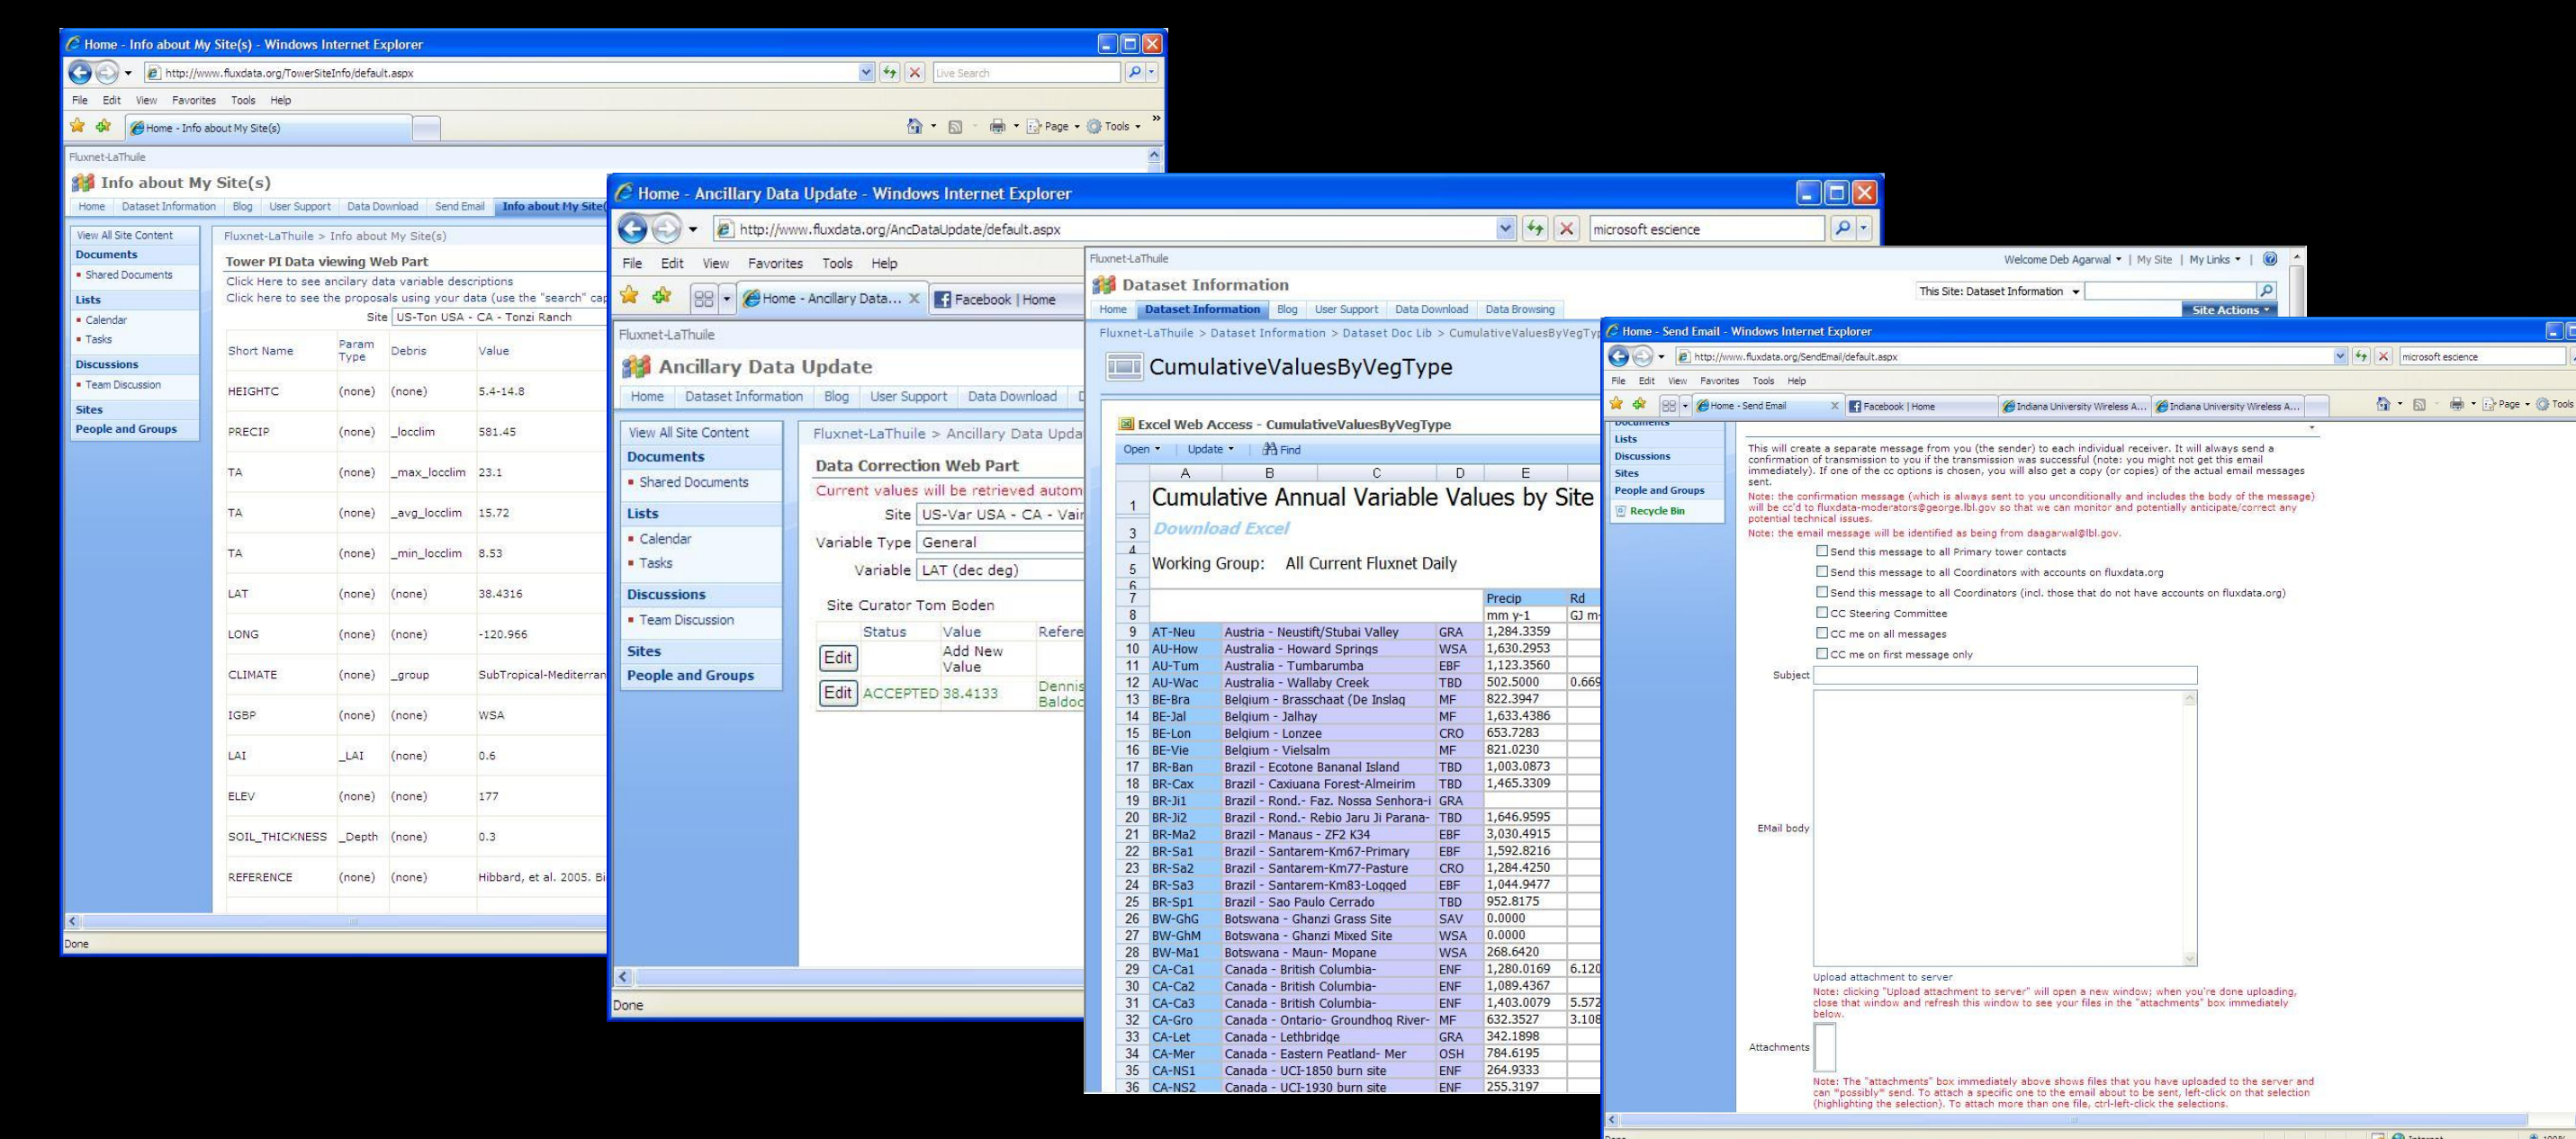 Home - Info about My Site(s) - Windows Internet Explorer
http://www.fluxdata.org/TowerSiteInfo/default.aspx
Live Search
File Edit View Favorites Tools Help
Home - Info about My Site(s)
Page Tools
Fluxnet-LaThuile
Info about My Site(s)
Home Dataset Information Blog User Support Data Download Send Email Info about My Site(
View All Site Content
Documents
Shared Documents
Lists
Calendar
Tasks
Discussions
Team Discussion
Sites
People and Groups
Fluxnet-LaThuile > Info about My Site(s)
Tower PI Data viewing Web Part
Click Here to see ancilary data variable descriptions
Click here to see the proposals using your data (use the "search" cap
Site US-Ton USA - CA - Tonzi Ranch
Short Name Param Type Debris Value
HEIGHTC (none) (none) 5.4-14.8
PRECIP (none) _locclim 581.45
TA (none) _max_locclim 23.1
TA (none) _avg_locclim 15.72
TA (none) _min_locclim 8.53
LAT (none) (none) 38.4316
LONG (none) (none) -120.966
CLIMATE (none) _group SubTropical-Mediterran
IGBP (none) (none) WSA
LAI _LAI (none) 0.6
ELEV (none) (none) 177
SOIL_THICKNESS _Depth (none) 0.3
REFERENCE (none) (none) Hibbard, et al. 2005. Bi
Done
Home - Ancillary Data Update - Windows Internet Explorer
http://www.fluxdata.org/AncDataUpdate/default.aspx
microsoft escience
File Edit View Favorites Tools Help
Home - Ancillary Data... Facebook | Home
Fluxnet-LaThuile
Ancillary Data Update
Home Dataset Information Blog User Support Data Download
View All Site Content
Documents
Shared Documents
Lists
Calendar
Tasks
Discussions
Team Discussion
Sites
People and Groups
Fluxnet-LaThuile > Ancillary Data Upda
Data Correction Web Part
Current values will be retrieved autom
Site US-Var USA - CA - Vair
Variable Type General
Variable LAT (dec deg)
Site Curator Tom Boden
Status Value Refere
Edit Add New Value
Edit ACCEPTED 38.4133 Dennis Baldoc
Done
Fluxnet-LaThuile
Welcome Deb Agarwal | My Site | My Links |
Dataset Information
This Site: Dataset Information
Home Dataset Information Blog User Support Data Download Data Browsing
Site Actions
Fluxnet-LaThuile > Dataset Information > Dataset Doc Lib > CumulativeValuesByVegTyp
CumulativeValuesByVegType
Excel Web Access - CumulativeValuesByVegType
Open Update Find
A B C D E
1 Cumulative Annual Variable Values by Site
3 Download Excel
4
5 Working Group: All Current Fluxnet Daily
6
7 Precip Rd
8 mm y-1 GJ m-
9 AT-Neu Austria - Neustift/Stubai Valley GRA 1,284.3359
10 AU-How Australia - Howard Springs WSA 1,630.2953
11 AU-Tum Australia - Tumbarumba EBF 1,123.3560
12 AU-Wac Australia - Wallaby Creek TBD 502.5000 0.669
13 BE-Bra Belgium - Brasschaat (De Inslag MF 822.3947
14 BE-Jal Belgium - Jalhay MF 1,633.4386
15 BE-Lon Belgium - Lonzee CRO 653.7283
16 BE-Vie Belgium - Vielsalm MF 821.0230
17 BR-Ban Brazil - Ecotone Bananal Island TBD 1,003.0873
18 BR-Cax Brazil - Caxiuana Forest-Almeirim TBD 1,465.3309
19 BR-Ji1 Brazil - Rond.- Faz. Nossa Senhora-i GRA
20 BR-Ji2 Brazil - Rond.- Rebio Jaru Ji Parana- TBD 1,646.9595
21 BR-Ma2 Brazil - Manaus - ZF2 K34 EBF 3,030.4915
22 BR-Sa1 Brazil - Santarem-Km67-Primary EBF 1,592.8216
23 BR-Sa2 Brazil - Santarem-Km77-Pasture CRO 1,284.4250
24 BR-Sa3 Brazil - Santarem-Km83-Logged EBF 1,044.9477
25 BR-Sp1 Brazil - Sao Paulo Cerrado TBD 952.8175
26 BW-GhG Botswana - Ghanzi Grass Site SAV 0.0000
27 BW-GhM Botswana - Ghanzi Mixed Site WSA 0.0000
28 BW-Ma1 Botswana - Maun- Mopane WSA 268.6420
29 CA-Ca1 Canada - British Columbia- ENF 1,280.0169 6.120
30 CA-Ca2 Canada - British Columbia- ENF 1,089.4367
31 CA-Ca3 Canada - British Columbia- ENF 1,403.0079 5.572
32 CA-Gro Canada - Ontario- Groundhog River- MF 632.3527 3.108
33 CA-Let Canada - Lethbridge GRA 342.1898
34 CA-Mer Canada - Eastern Peatland- Mer OSH 784.6195
35 CA-NS1 Canada - UCI-1850 burn site ENF 264.9333
36 CA-NS2 Canada - UCI-1930 burn site ENF 255.3197
Home - Send Email - Windows Internet Explorer
http://www.fluxdata.org/SendEmail/default.aspx
microsoft escience
File Edit View Favorites Tools Help
Home - Send Email Facebook | Home Indiana University Wireless A... Indiana University Wireless A...
Page Tools
Documents
Lists
Discussions
Sites
People and Groups
Recycle Bin
This will create a separate message from you (the sender) to each individual receiver. It will always send a
confirmation of transmission to you if the transmission was successful (note: you might not get this email
immediately). If one of the cc options is chosen, you will also get a copy (or copies) of the actual email messages
sent.
Note: the confirmation message (which is always sent to you unconditionally and includes the body of the message)
will be cc'd to fluxdata-moderators@george.lbl.gov so that we can monitor and potentially anticipate/correct any
potential technical issues.
Note: the email message will be identified as being from daagarwal@lbl.gov.
Send this message to all Primary tower contacts
Send this message to all Coordinators with accounts on fluxdata.org
Send this message to all Coordinators (incl. those that do not have accounts on fluxdata.org)
CC Steering Committee
CC me on all messages
CC me on first message only
Subject
EMail body
Upload attachment to server
Note: clicking "Upload attachment to server" will open a new window; when you're done uploading,
close that window and refresh this window to see your files in the "attachments" box immediately
below.
Attachments
Note: The "attachments" box immediately above shows files that you have uploaded to the server and
can *possibly* send. To attach a specific one to the email about to be sent, left-click on that selection
(highlighting the selection). To attach more than one file, ctrl-left-click the selections.